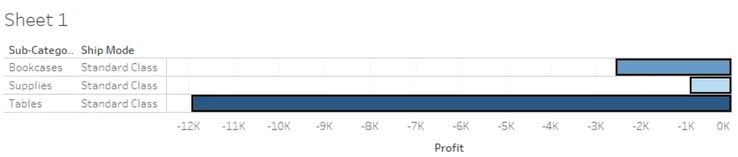 Sheet 1
Sub-Catego.. Ship Mode
Bookcases Standard Class
Supplies Standard Class
Tables Standard Class
-12K -11K -10K -9K -8K -7K -6K -5K -4K -3K -2K -1K 0K
Profit